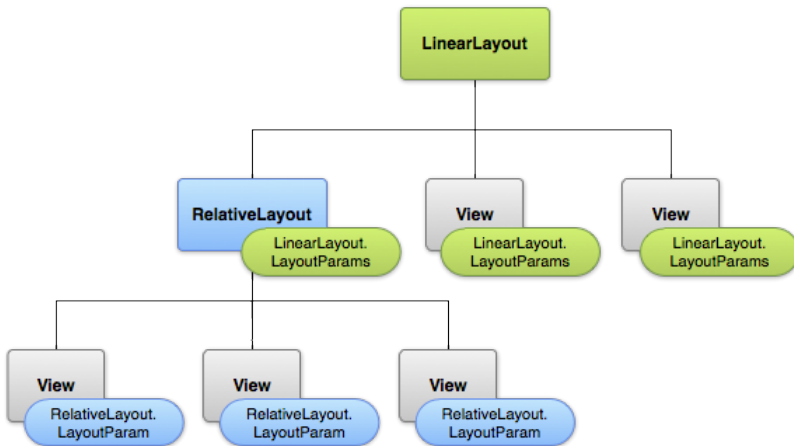 LinearLayout
RelativeLayout
LinearLayout.
LayoutParams
View
LinearLayout.
LayoutParams
View
LinearLayout.
LayoutParams
View
RelativeLayout.
LayoutParam
View
RelativeLayout.
LayoutParam
View
RelativeLayout.
LayoutParam